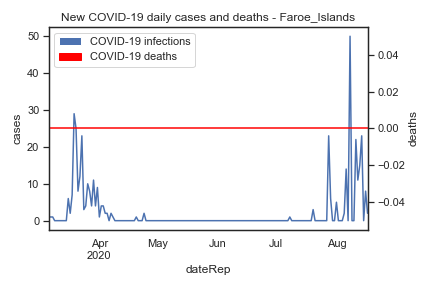 New COVID-19 daily cases and deaths - Faroe_Islands
COVID-19 infections
COVID-19 deaths
50
40
30
20
10
0
cases
0.04
0.02
0.00
−0.02
−0.04
deaths
Apr
2020
May
Jun
Jul
Aug
dateRep